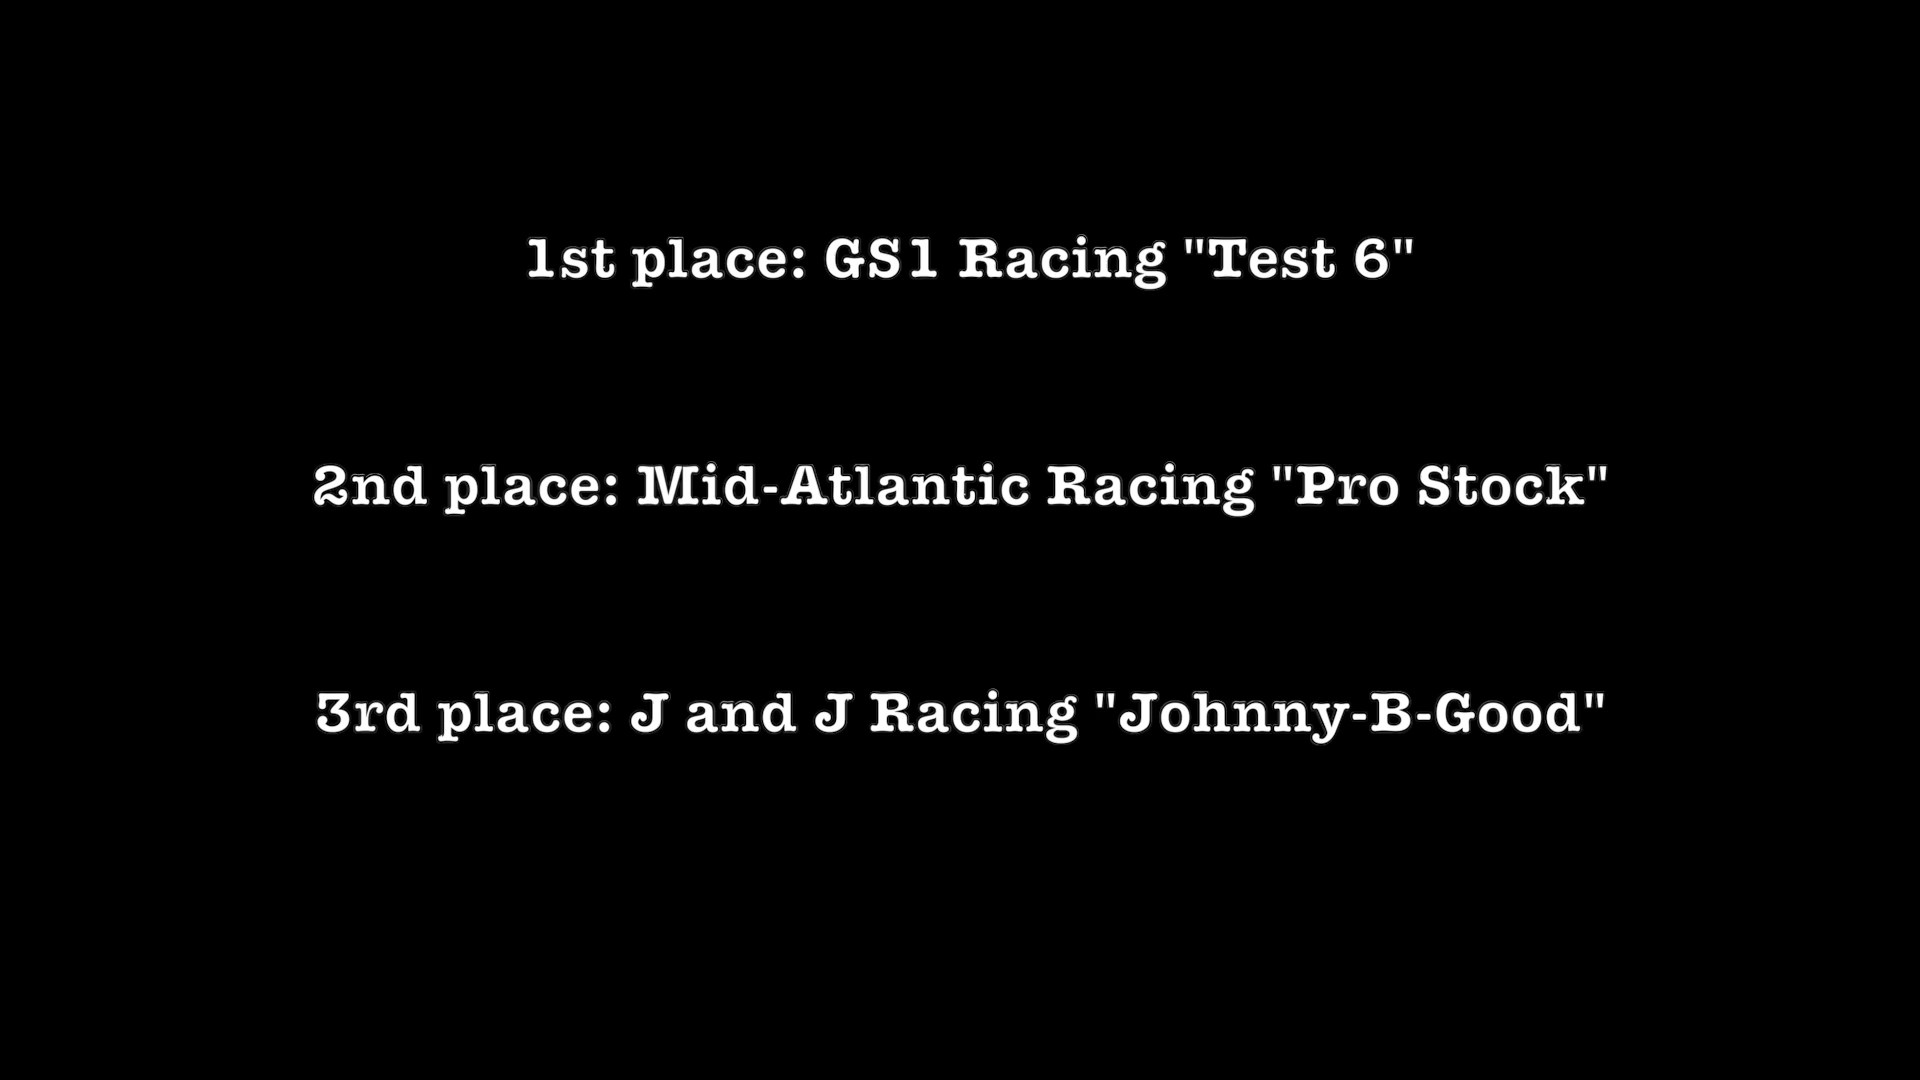 1st place: GS1 Racing "Test 6"
2nd place: Mid-Atlantic Racing "Pro Stock"
3rd place: J and J Racing "Johnny-B-Good"